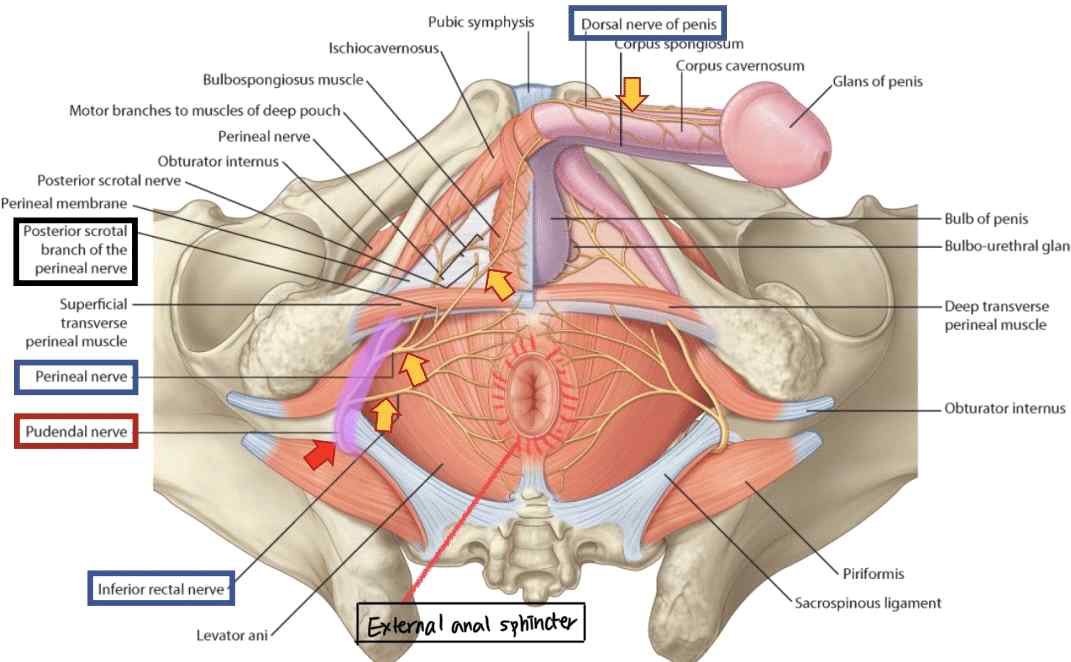 Pubic symphysis
Dorsal nerve of penis
Corpus spongiosum
Corpus cavernosum
Glans of penis
Ischiocavernosus
Bulbospongiosus muscle
Motor branches to muscles of deep pouch
Perineal nerve
Obturator internus
Posterior scrotal nerve
Perineal membrane
Posterior scrotal
branch of the
perineal nerve
Superficial
transverse
perineal muscle
Perineal nerve
Pudendal nerve
Inferior rectal nerve
Levator ani
External anal sphincter
Bulb of penis
Bulbo-urethral glan
Deep transverse
perineal muscle
Obturator internus
Piriformis
Sacrospinous ligament